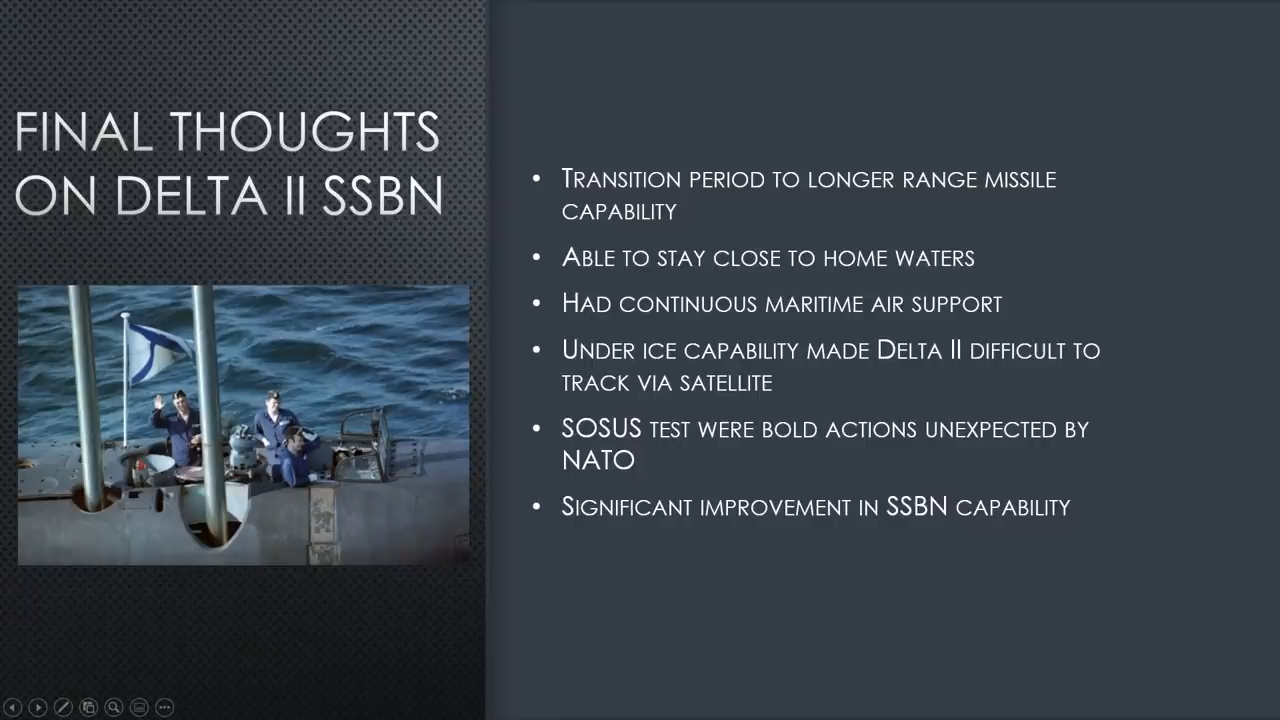 FINAL THOUGHTS
ON DELTA II SSBN
• TRANSITION PERIOD TO LONGER RANGE MISSILE
CAPABILITY
• ABLE TO STAY CLOSE TO HOME WATERS
• HAD CONTINUOUS MARITIME AIR SUPPORT
• UNDER ICE CAPABILITY MADE DELTA II DIFFICULT TO
TRACK VIA SATELLITE
• SOSUS TEST WERE BOLD ACTIONS UNEXPECTED BY
NATO
• SIGNIFICANT IMPROVEMENT IN SSBN CAPABILITY